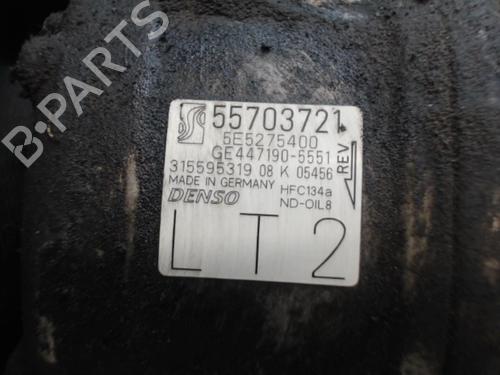 55703721
5E5275400
GE447190-5551
315595319 08 K 05456
MADE IN GERMANY HFC134a
DENSO ND-OIL8
REV
LT2
B-PARTS